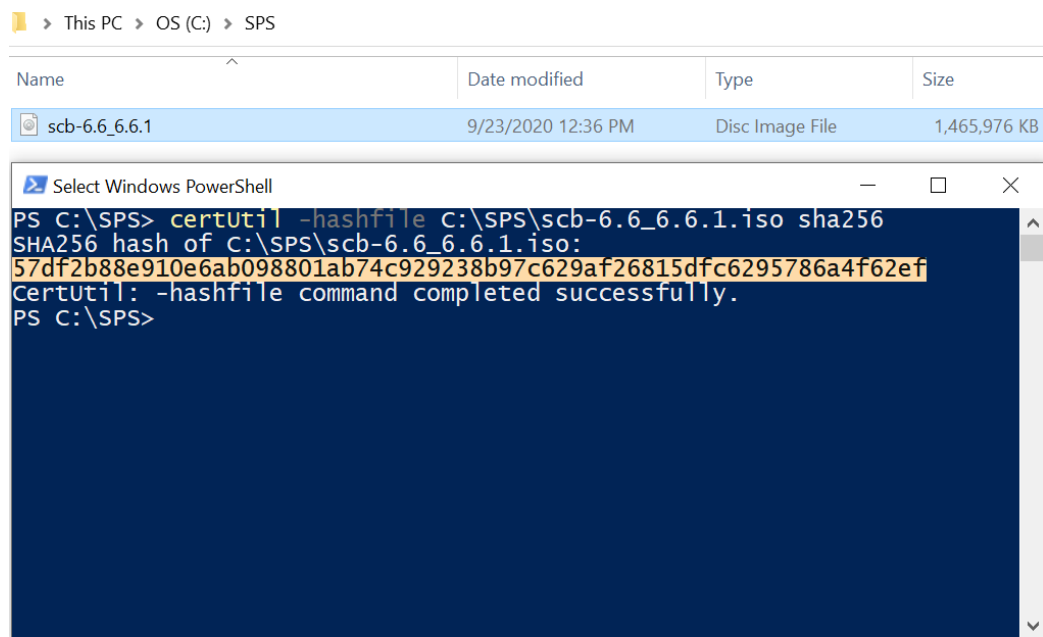 This PC > OS (C:) > SPS
Name Date modified Type Size
scb-6.6_6.6.1 9/23/2020 12:36 PM Disc Image File 1,465,976 KB
Select Windows PowerShell
PS C:\SPS> certUtil -hashfile C:\SPS\scb-6.6_6.6.1.iso sha256
SHA256 hash of C:\SPS\scb-6.6_6.6.1.iso:
57df2b88e910e6ab098801ab74c929238b97c629af26815dfc6295786a4f62ef
CertUtil: -hashfile command completed successfully.
PS C:\SPS>